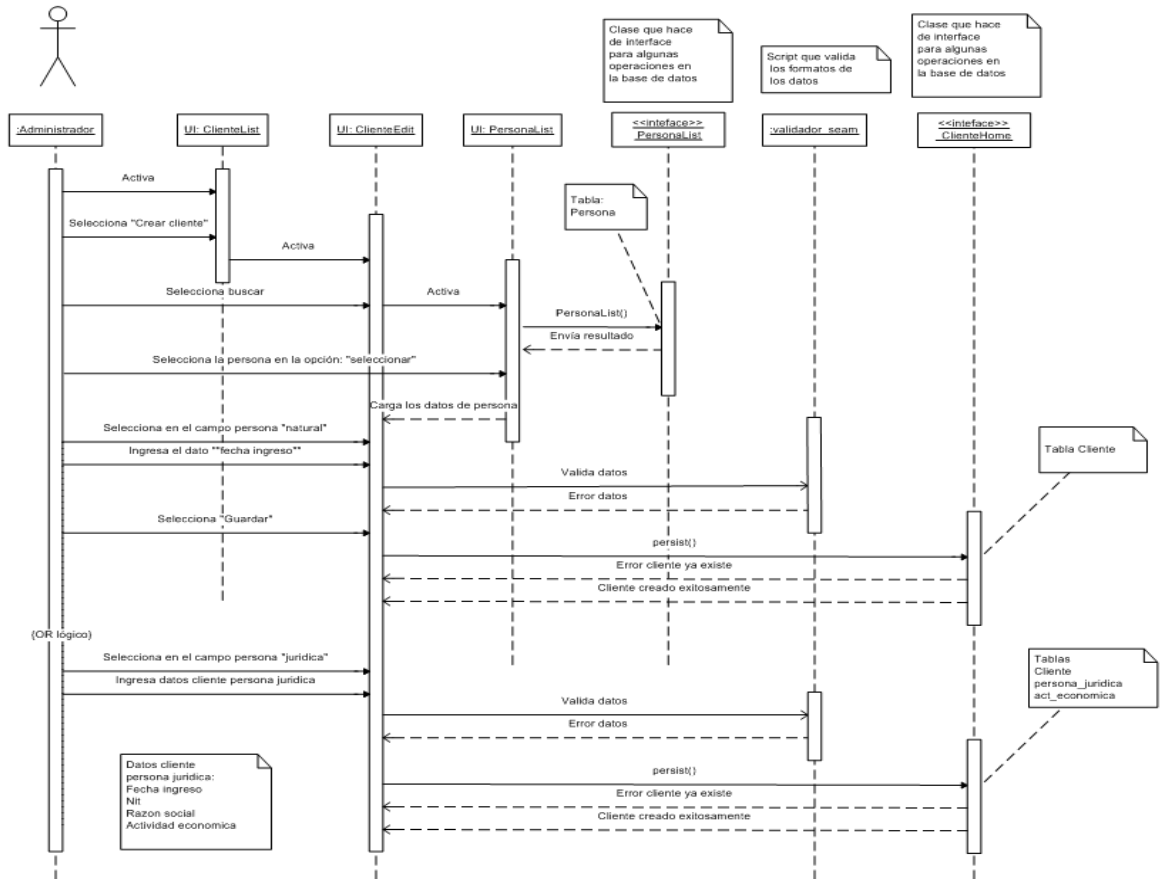 Clase que hace
de interface
para algunas
operaciones en
la base de datos
Script que valida
los formatos de
los datos
Clase que hace
de interface
para algunas
operaciones en
la base de datos
:Administrador
UI: ClienteList
UI: ClienteEdit
UI: PersonaList
<<inteface>>
PersonaList
:validador_seam
<<inteface>>
ClienteHome
Activa
Selecciona "Crear cliente"
Activa
Tabla:
Persona
Selecciona buscar
Activa
PersonaList()
Envía resultado
Selecciona la persona en la opción: "seleccionar"
Carga los datos de persona
Selecciona en el campo persona "natural"
Ingresa el dato ""fecha ingreso""
Tabla Cliente
Valida datos
Error datos
Selecciona "Guardar"
persist()
Error cliente ya existe
Cliente creado exitosamente
{OR lógico}
Selecciona en el campo persona "juridica"
Ingresa datos cliente persona juridica
Tablas
Cliente
persona_juridica
act_economica
Valida datos
Error datos
Datos cliente
persona juridica:
Fecha ingreso
Nit
Razon social
Actividad economica
persist()
Error cliente ya existe
Cliente creado exitosamente